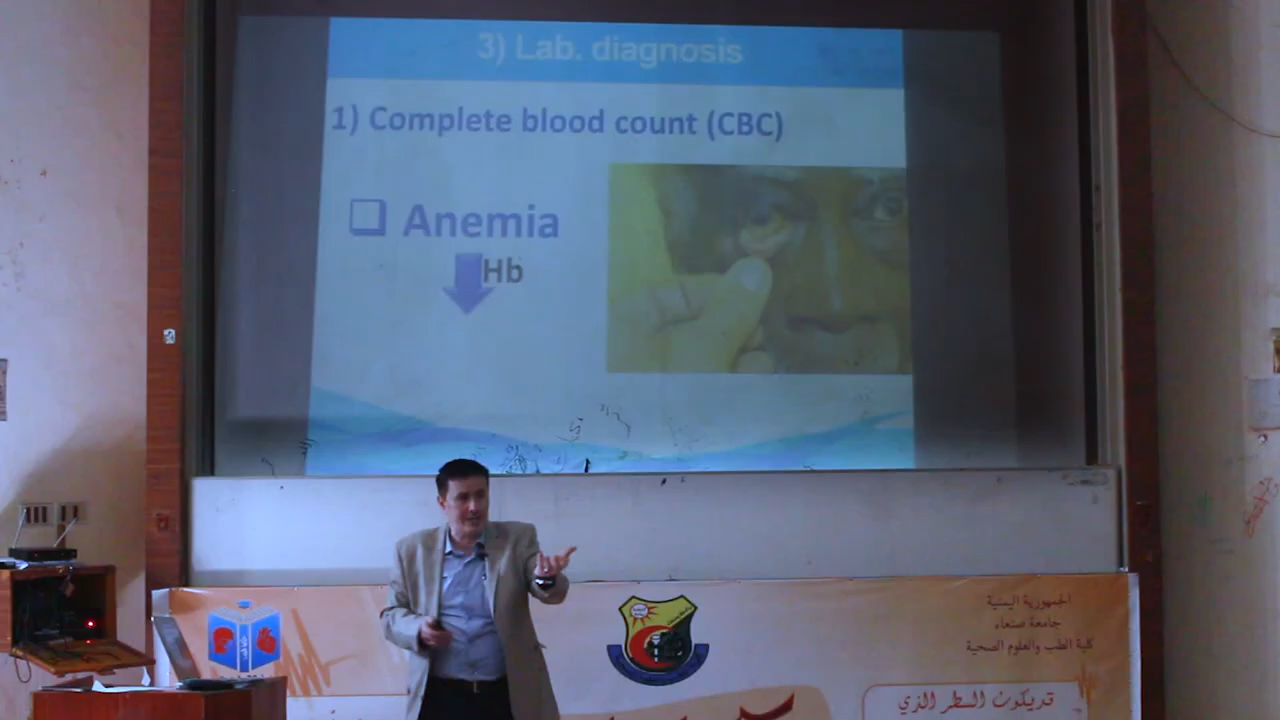 3) Lab. diagnosis
1) Complete blood count (CBC)
Anemia
Hb
الجمهورية اليمنية
جامعة صنعاء
كلية الطب والعلوم الصحية